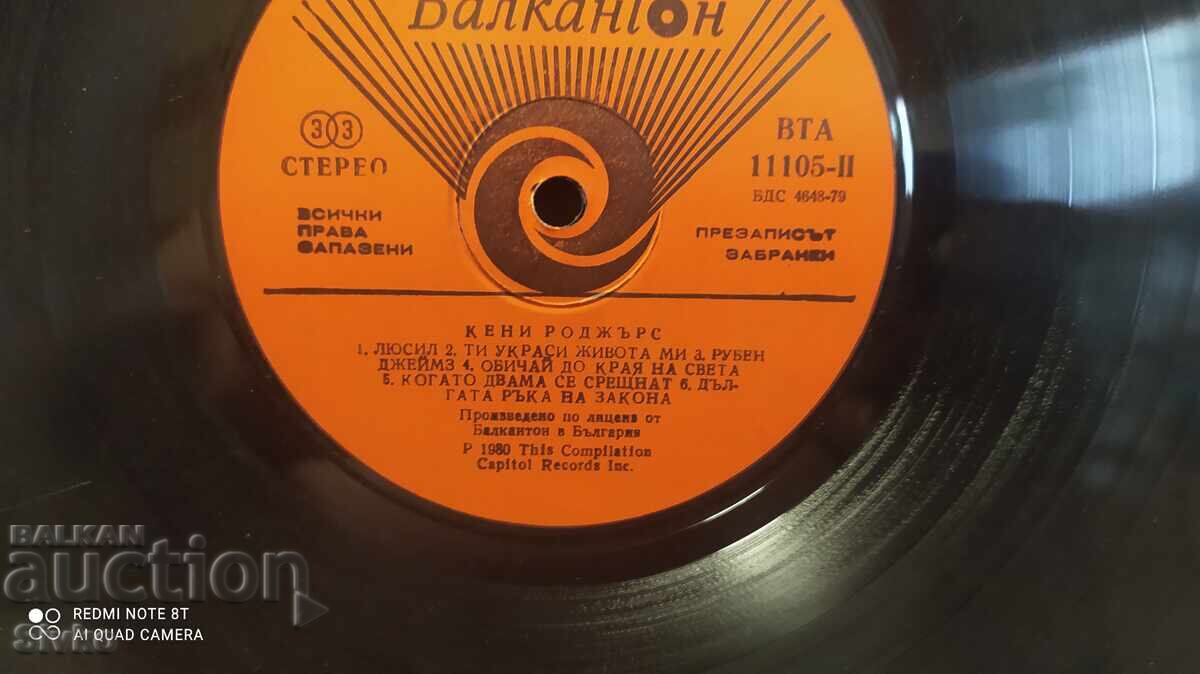 Балкантон
33
СТЕРЕО
ВТА
11105-II
БДС 4648-79
ВСИЧКИ
ПРАВА
ЗАПАЗЕНИ
ПРЕЗАПИСЪТ
ЗАБРАНЕН
КЕНИ РОДЖЪРС
1. ЛЮСИЛ 2. ТИ УКРАСИ ЖИВОТА МИ 3. РУБЕН
ДЖЕЙМЗ 4. ОБИЧАЙ ДО КРАЯ НА СВЕТА
5. КОГАТО ДВАМА СЕ СРЕЩНАТ 6. ДЪЛ-
ГАТА РЪКА НА ЗАКОНА
Произведено по лиценз от
Балкантон в България
P 1980 This Compilation
Capitol Records Inc.
BALKAN
auction
REDMI NOTE 8T
AI QUAD CAMERA
Sivko